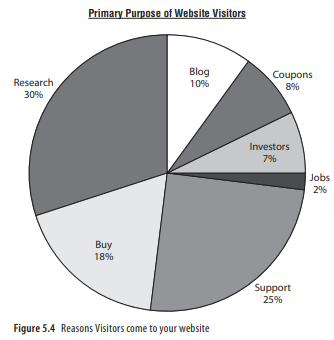 Primary Purpose of Website Visitors
Blog
10%
Coupons
8%
Research
30%
Investors
7%
Jobs
2%
Buy
18%
Support
25%
Figure 5.4 Reasons Visitors come to your website